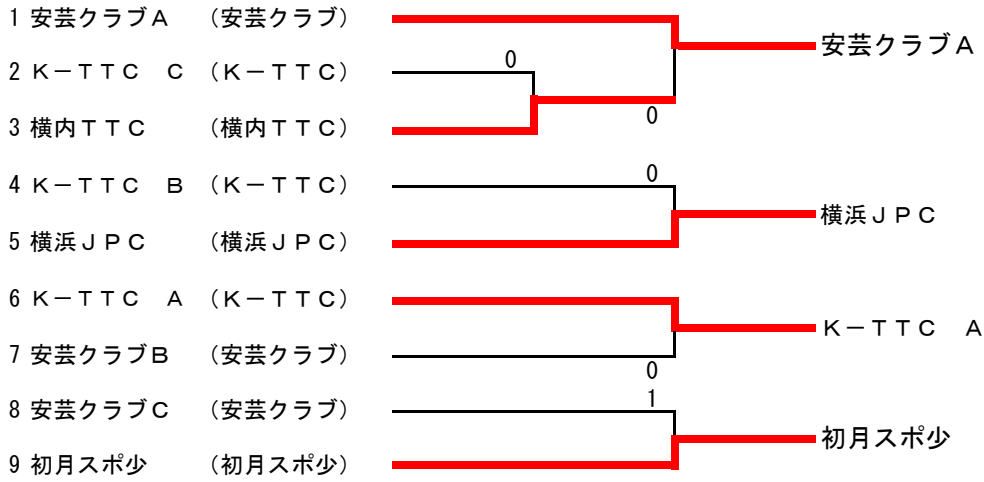 1 安芸クラブA (安芸クラブ)
安芸クラブA
0
2 K-TTC C (K-TTC)
0
3 横内TTC (横内TTC)
0
4 K-TTC B (K-TTC)
横浜JPC
5 横浜JPC (横浜JPC)
6 K-TTC A (K-TTC)
K-TTC A
7 安芸クラブB (安芸クラブ)
0
1
8 安芸クラブC (安芸クラブ)
初月スポ少
9 初月スポ少 (初月スポ少)